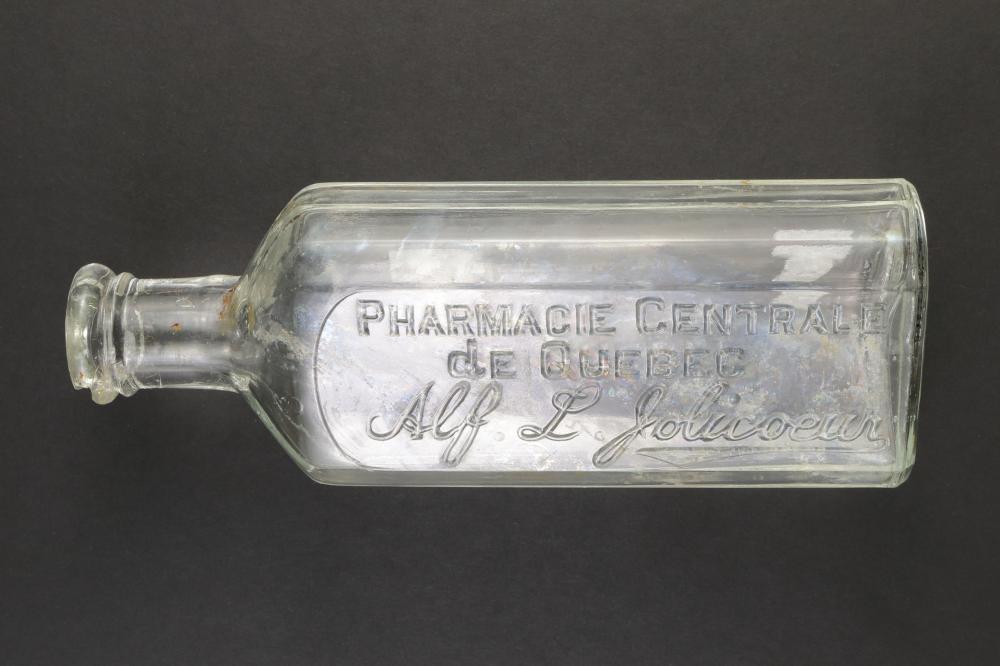 PHARMACIE CENTRALE
de QUEBEC
Alf L. Jolicoeur